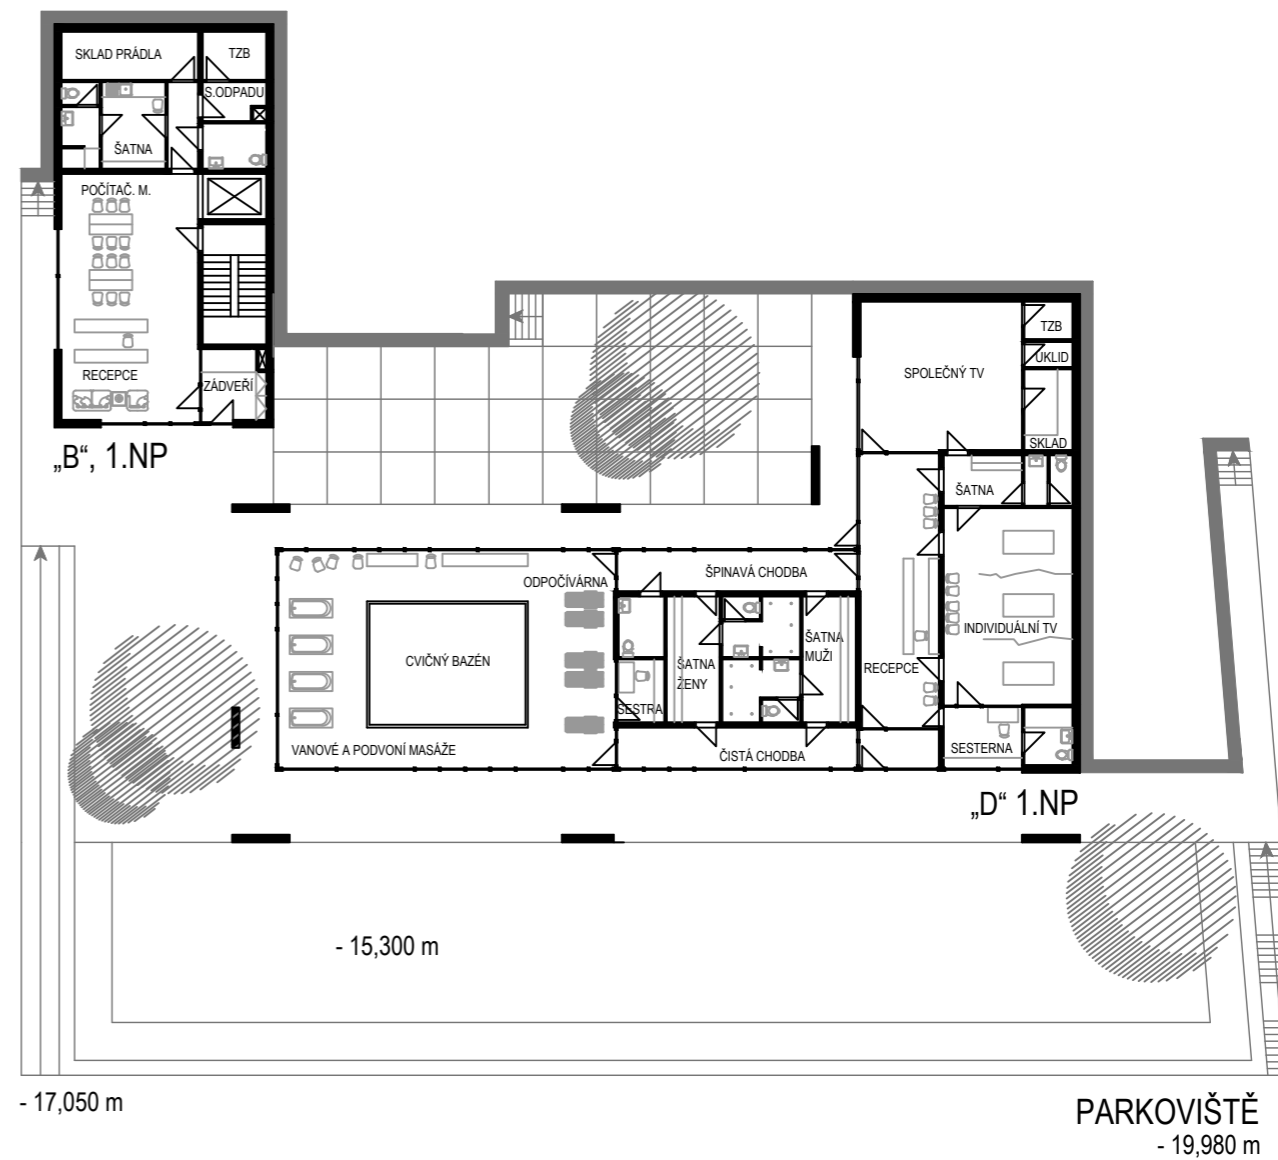 SKLAD PRÁDLA
TZB
S.ODPADU
ŠATNA
POČÍTAČ. M.
RECEPCE
ZÁDVEŘÍ
„B“, 1.NP
SPOLEČNÝ TV
TZB
ÚKLID
SKLAD
ŠATNA
ODPOČÍVÁRNA
ŠPINAVÁ CHODBA
CVIČNÝ BAZÉN
ŠATNA
ŽENY
ŠATNA
MUŽI
INDIVIDUÁLNÍ TV
RECEPCE
SESTRA
VANOVÉ A PODVONÍ MASÁŽE
ČISTÁ CHODBA
SESTERNA
„D“ 1.NP
- 15,300 m
- 17,050 m
PARKOVIŠTĚ
- 19,980 m